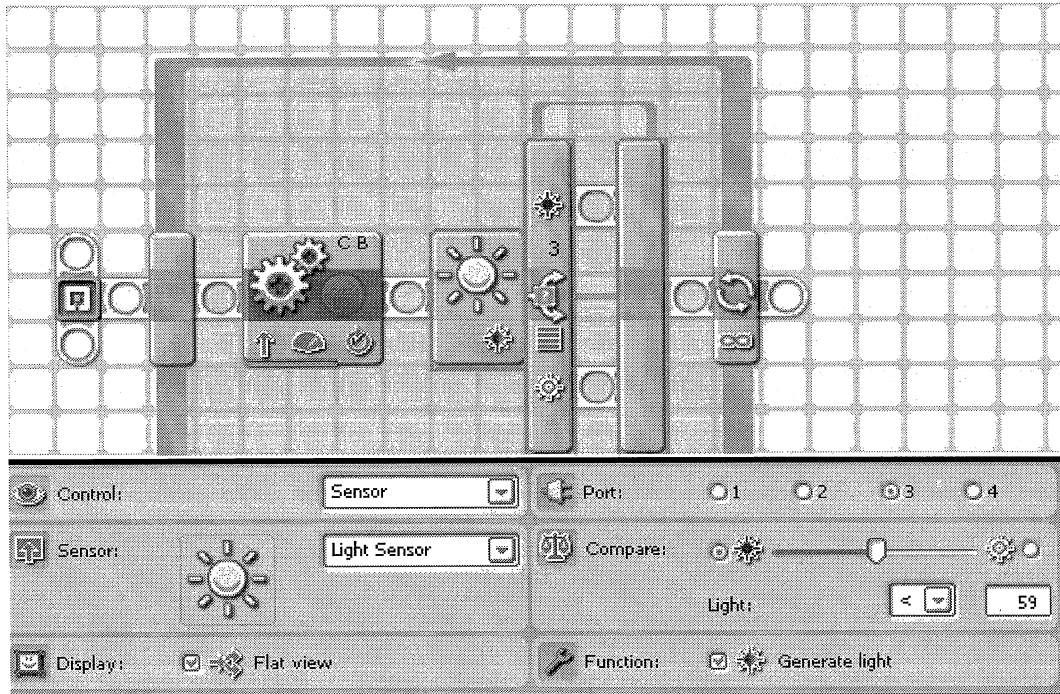 C B
3
Control: Sensor Port: 1 2 3 4
Sensor: Light Sensor Compare:
Light: < 59
Display: Flat view Function: Generate light